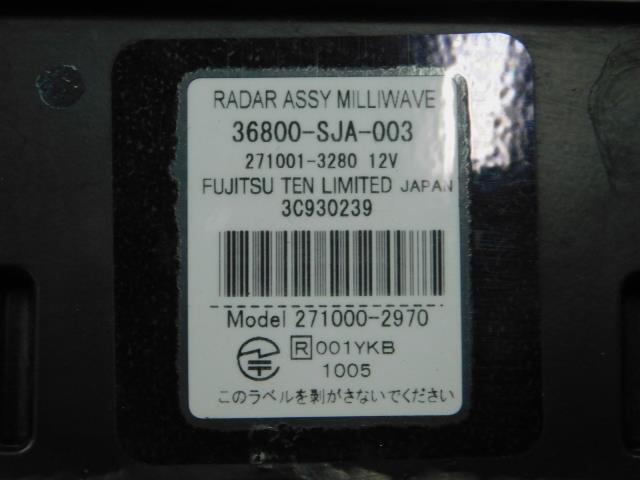 RADAR ASSY MILLIWAVE
36800-SJA-003
271001-3280 12V
FUJITSU TEN LIMITED JAPAN
3C930239
Model 271000-2970
R 001YKB
1005
このラベルを剥がさないでください